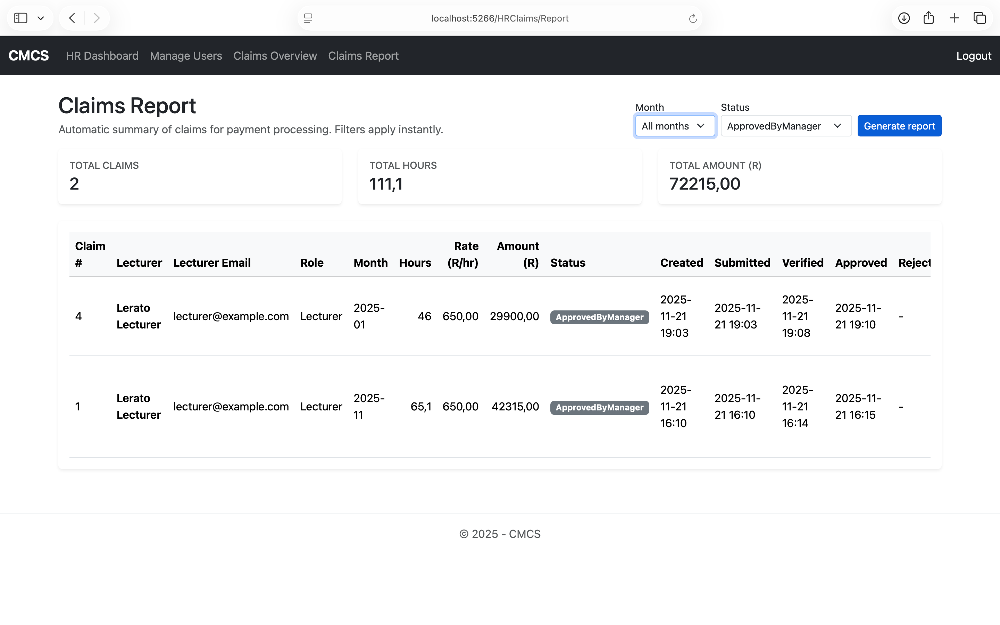 localhost:5266/HRClaims/Report
CMCS HR Dashboard Manage Users Claims Overview Claims Report Logout
Claims Report
Automatic summary of claims for payment processing. Filters apply instantly.
Month Status
All months ApprovedByManager Generate report
TOTAL CLAIMS
2
TOTAL HOURS
111,1
TOTAL AMOUNT (R)
72215,00
Claim # Lecturer Lecturer Email Role Month Hours Rate (R/hr) Amount (R) Status Created Submitted Verified Approved Reject
4 Lerato Lecturer lecturer@example.com Lecturer 2025-01 46 650,00 29900,00 ApprovedByManager 2025-11-21 19:03 2025-11-21 19:03 2025-11-21 19:08 2025-11-21 19:10 -
1 Lerato Lecturer lecturer@example.com Lecturer 2025-11 65,1 650,00 42315,00 ApprovedByManager 2025-11-21 16:10 2025-11-21 16:10 2025-11-21 16:14 2025-11-21 16:15 -
© 2025 - CMCS